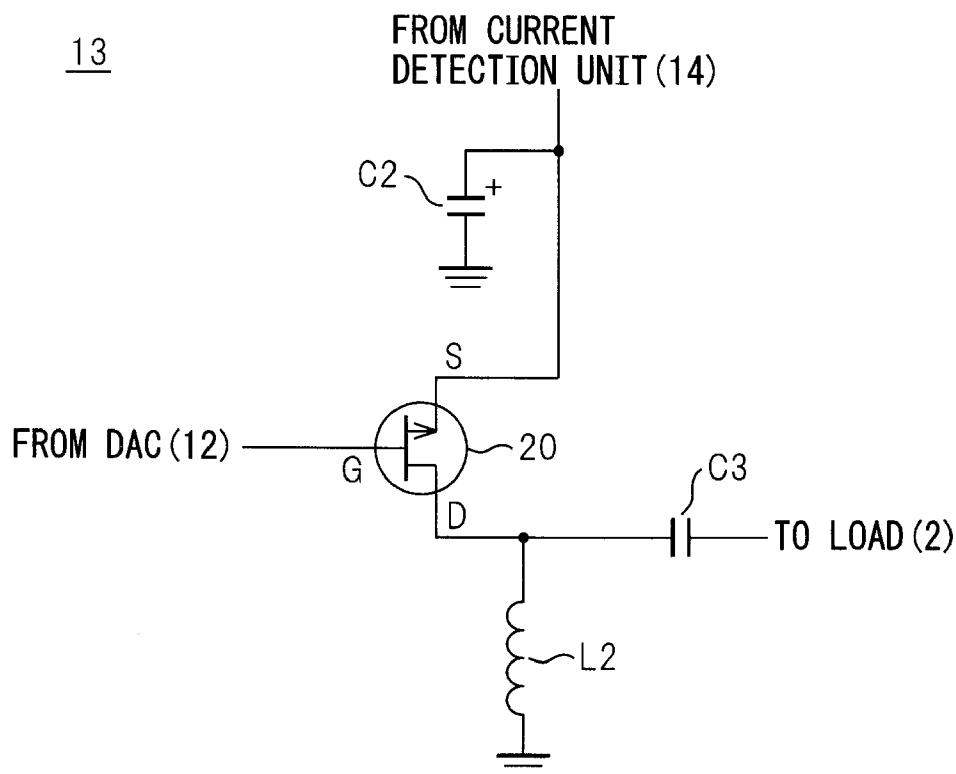 13
FROM CURRENT
DETECTION UNIT(14)
C2
+
S
FROM DAC(12)
G
20
D
C3
TO LOAD(2)
L2